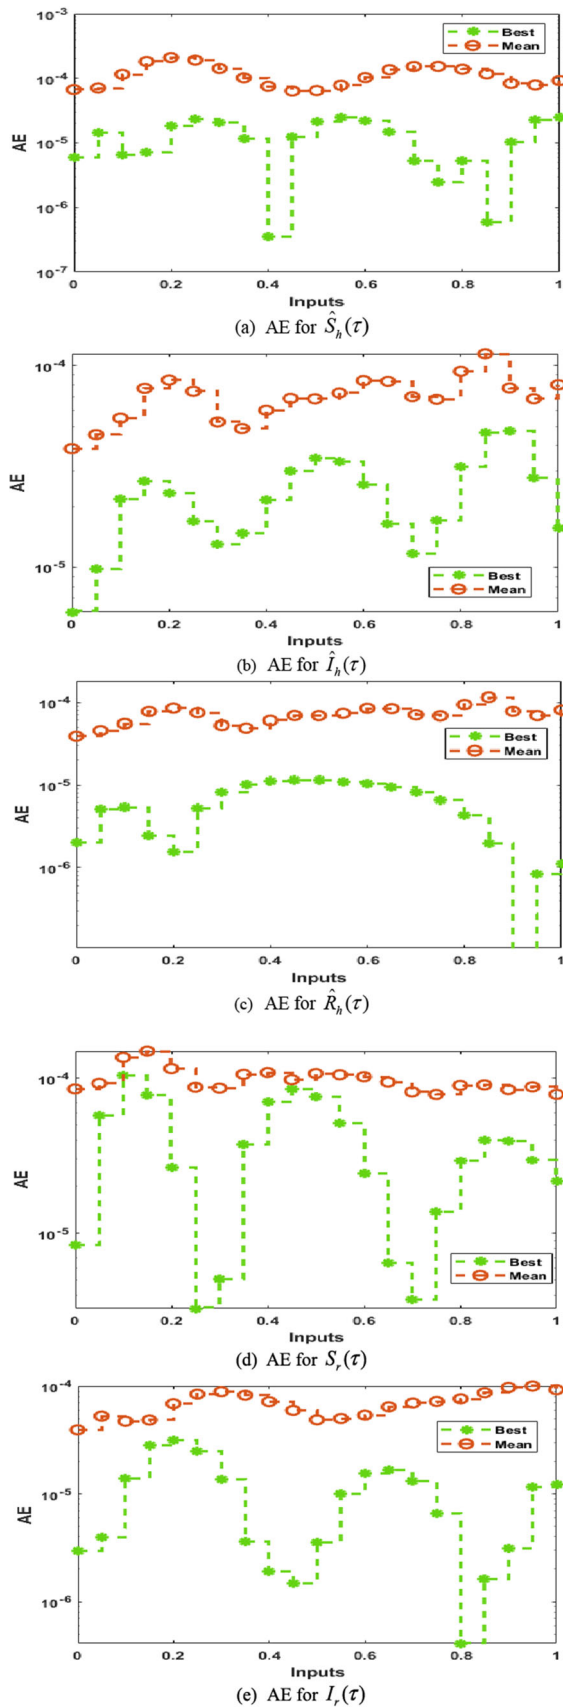 10^-3
Best
Mean
10^-4
AE
10^-5
10^-6
10^-7
0 0.2 0.4 0.6 0.8 1
Inputs
(a) AE for Ŝ_h(τ)
10^-4
AE
10^-5
Best
Mean
0 0.2 0.4 0.6 0.8 1
Inputs
(b) AE for Î_h(τ)
10^-4
Best
Mean
AE
10^-5
10^-6
0 0.2 0.4 0.6 0.8 1
Inputs
(c) AE for R̂_h(τ)
10^-4
AE
10^-5
Best
Mean
0 0.2 0.4 0.6 0.8 1
Inputs
(d) AE for S_r(τ)
10^-4
Best
Mean
10^-5
AE
10^-6
0 0.2 0.4 0.6 0.8 1
Inputs
(e) AE for I_r(τ)